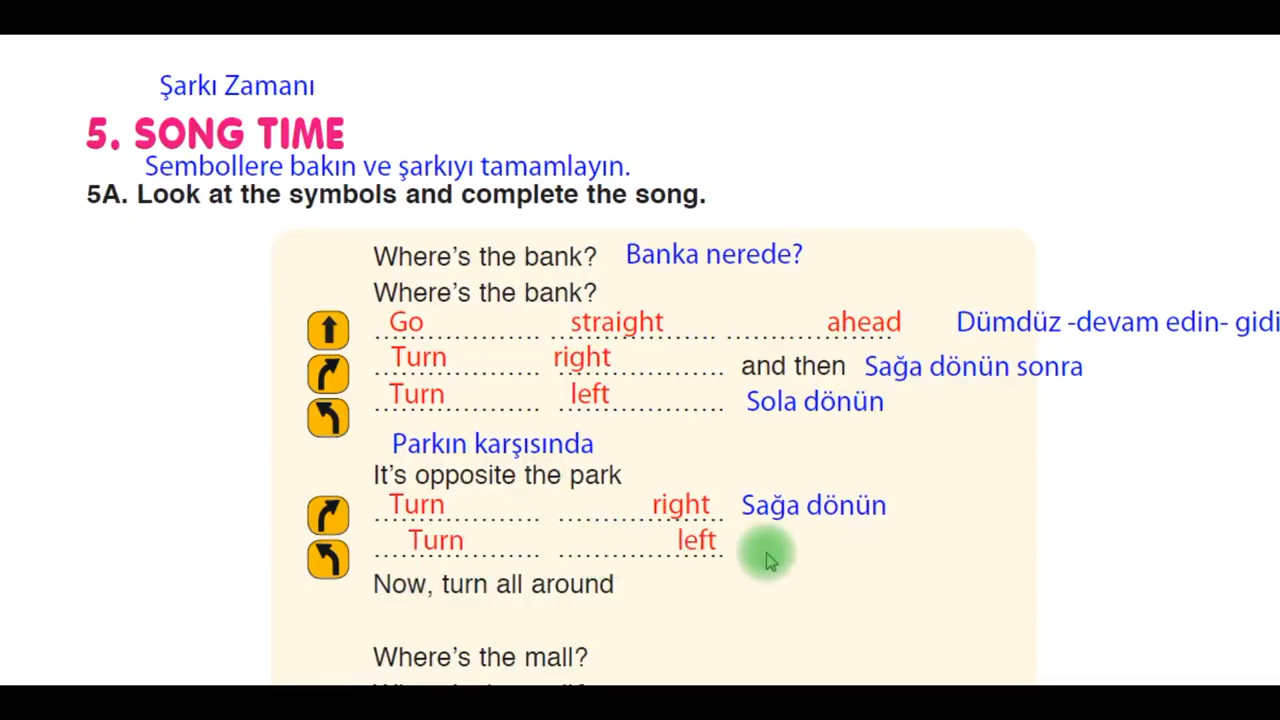 Şarkı Zamanı
5. SONG TIME
Sembollere bakın ve şarkıyı tamamlayın.
5A. Look at the symbols and complete the song.
Where's the bank? Banka nerede?
Where's the bank?
Go straight ahead Dümdüz -devam edin- gidi
Turn right and then Sağa dönün sonra
Turn left Sola dönün
Parkın karşısında
It's opposite the park
Turn right Sağa dönün
Turn left
Now, turn all around
Where's the mall?